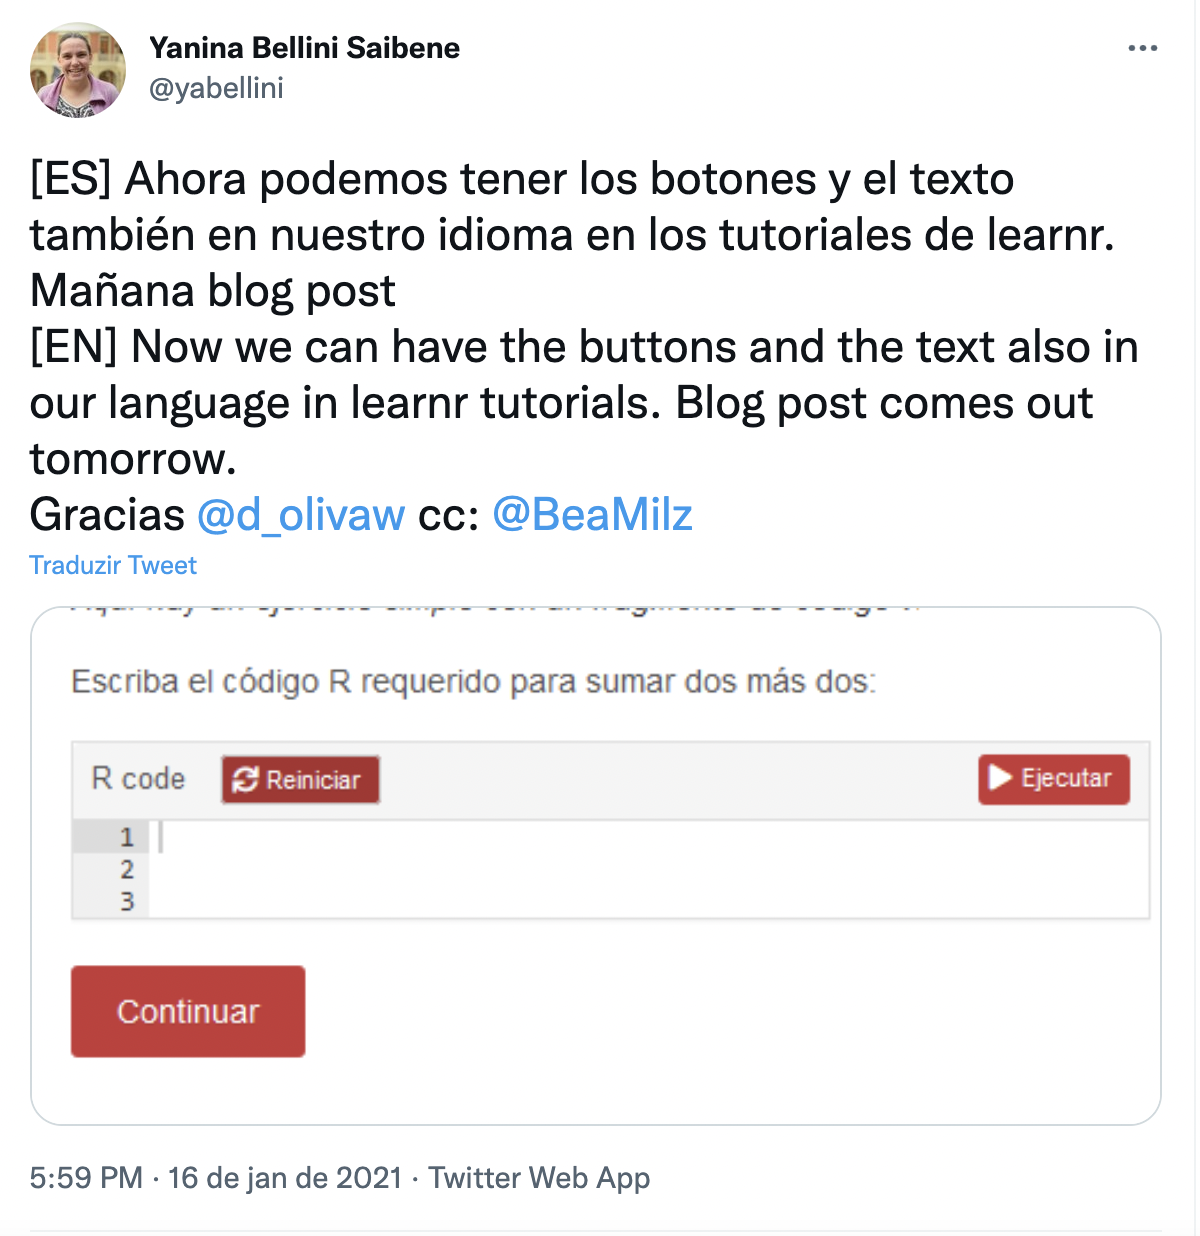 Yanina Bellini Saibene
@yabellini
[ES] Ahora podemos tener los botones y el texto
también en nuestro idioma en los tutoriales de learnr.
Mañana blog post
[EN] Now we can have the buttons and the text also in
our language in learnr tutorials. Blog post comes out
tomorrow.
Gracias @d_olivaw cc: @BeaMilz
Traduzir Tweet
Escriba el código R requerido para sumar dos más dos:
R code Reiniciar Ejecutar
1
2
3
Continuar
5:59 PM · 16 de jan de 2021 · Twitter Web App